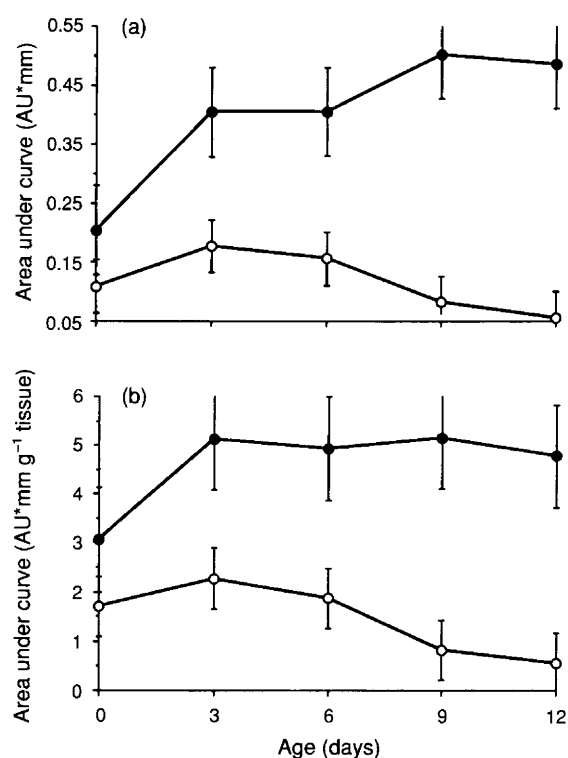 (a)
Area under curve (AU*mm)
0.55
0.45
0.35
0.25
0.15
0.05
(b)
Area under curve (AU*mm g⁻¹ tissue)
6
5
4
3
2
1
0
0 3 6 9 12
Age (days)